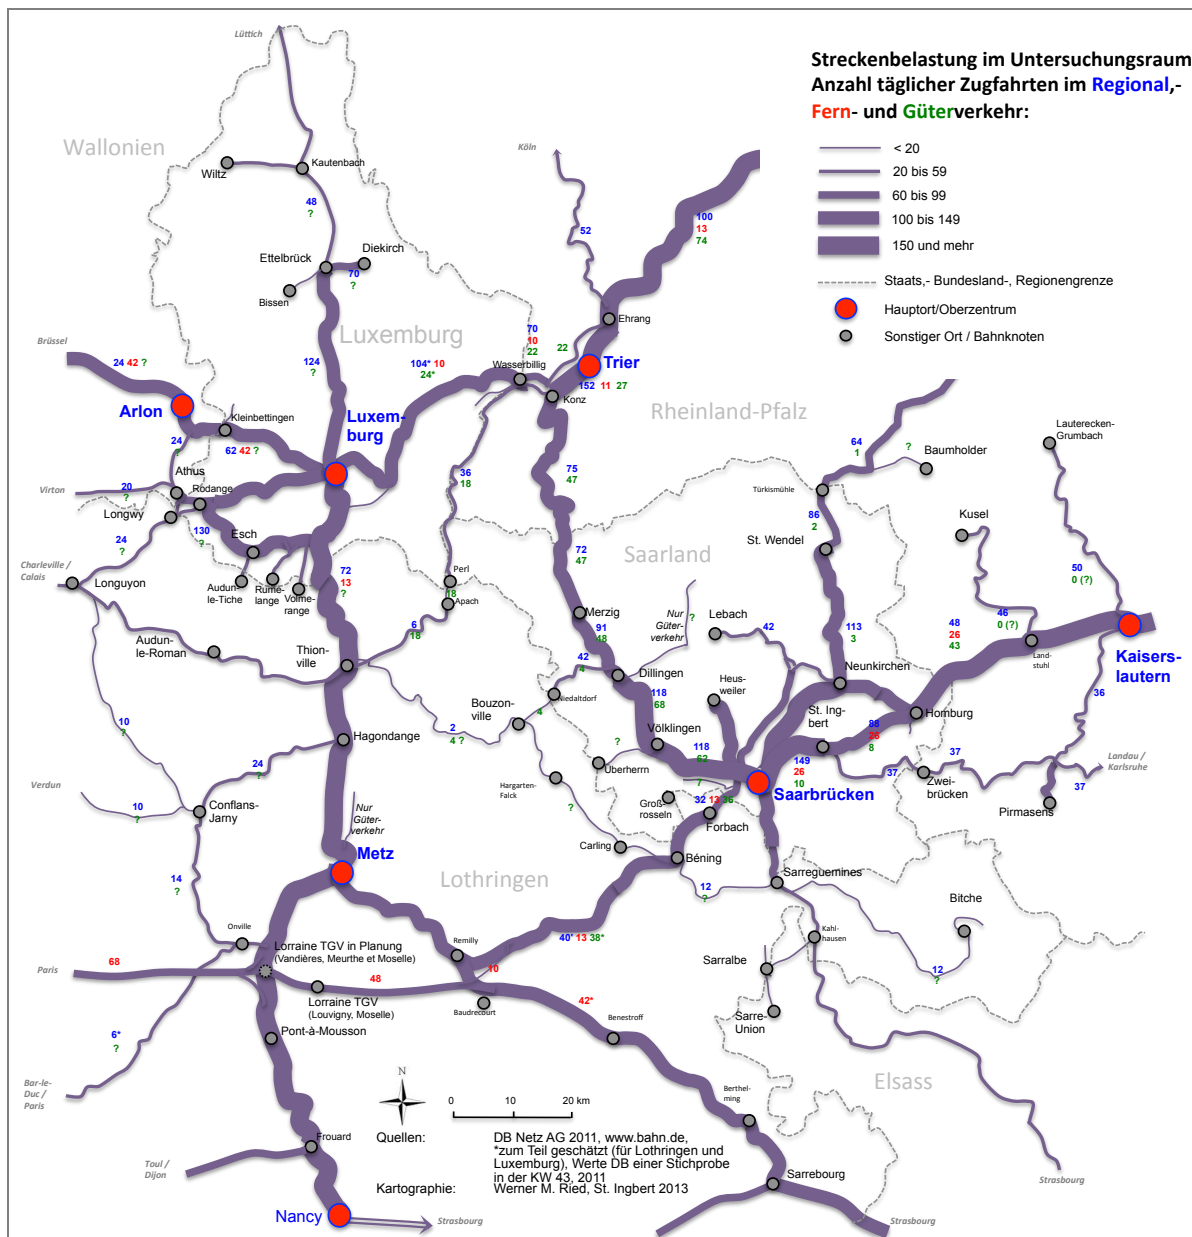 Streckenbelastung im Untersuchungsraum
Anzahl täglicher Zugfahrten im Regional,-
Fern- und Güterverkehr:
< 20
20 bis 59
60 bis 99
100 bis 149
150 und mehr
Staats,- Bundesland-, Regionengrenze
Hauptort/Oberzentrum
Sonstiger Ort / Bahnknoten
Lüttich
Wallonien
Köln
Wiltz
Kautenbach
48
?
52
100
13
74
Ettelbrück
Diekirch
70
?
Bissen
Luxemburg
Ehrang
Brüssel
24 42 ?
124
?
104* 10
24*
70
10
22
22
Wasserbillig
Trier
152 11 27
Konz
Arlon
Kleinbettingen
Luxem-
burg
Rheinland-Pfalz
24
?
62 42 ?
Lauterecken-
Grumbach
64
1
?
Baumholder
Athus
Virton
20
?
Rodange
36
18
75
47
Türkismühle
Longwy
130
?
Esch
86
2
Kusel
24
?
72
47
Saarland
St. Wendel
Charleville /
Calais
Longuyon
Audun-
le-Tiche
Rume-
lange
Volme-
range
72
13
?
Perl
18
Apach
50
0 (?)
Merzig
Nur
Güter-
verkehr
?
Lebach
46
0 (?)
6
18
91
48
42
113
3
48
26
43
Audun-
le-Roman
Thion-
ville
Land-
stuhl
Kaisers-
lautern
42
4
Dillingen
Heus-
weiler
Neunkirchen
Niedaltdorf
36
10
?
Bouzon-
ville
4
118
68
St. Ing-
bert
88
26
8
Homburg
2
4 ?
Hagondange
Völklingen
118
62
?
24
?
Überherrn
149
26
10
37
37
Landau /
Karlsruhe
Verdun
Hargarten-
Falck
?
Saarbrücken
Zwei-
brücken
37
10
?
Conflans-
Jarny
Nur
Güter-
verkehr
?
Groß-
rosseln
32 13 36
Forbach
Pirmasens
Metz
Carling
Béning
14
?
Lothringen
12
?
Sarreguemines
Bitche
Onville
Remilly
40* 13 38*
Kahl-
hausen
Paris
68
Lorraine TGV in Planung
(Vandières, Meurthe et Moselle)
48
10
Sarralbe
12
?
Lorraine TGV
(Louvigny, Moselle)
Baudrecourt
42*
Sarre-
Union
6*
?
Pont-à-Mousson
Benestroff
Bar-le-
Duc /
Paris
N
Elsass
Berthel-
ming
0 10 20 km
Quellen: DB Netz AG 2011, www.bahn.de,
*zum Teil geschätzt (für Lothringen und
Luxemburg), Werte DB einer Stichprobe
in der KW 43, 2011
Kartographie: Werner M. Ried, St. Ingbert 2013
Frouard
Toul /
Dijon
Sarrebourg
Strasbourg
Nancy
Strasbourg
Strasbourg